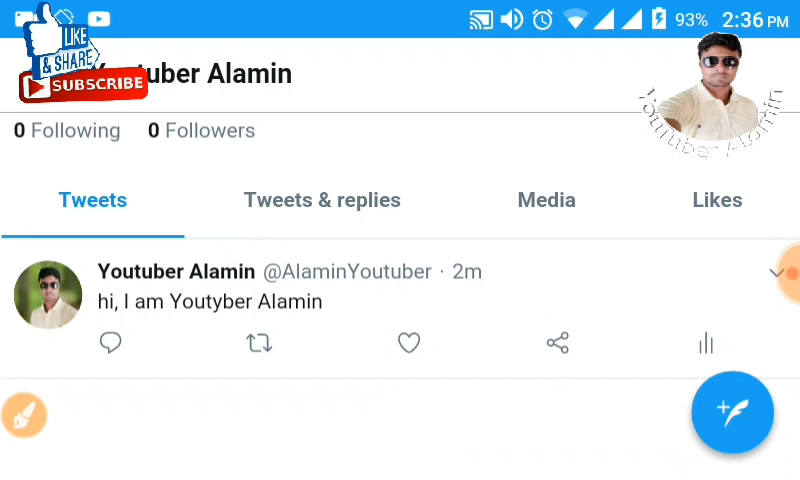 93% 2:36 PM
LIKE
& SHARE
SUBSCRIBE
Youtuber Alamin
Youtuber Alamin
0 Following 0 Followers
Tweets Tweets & replies Media Likes
Youtuber Alamin @AlaminYoutuber · 2m
hi, I am Youtyber Alamin